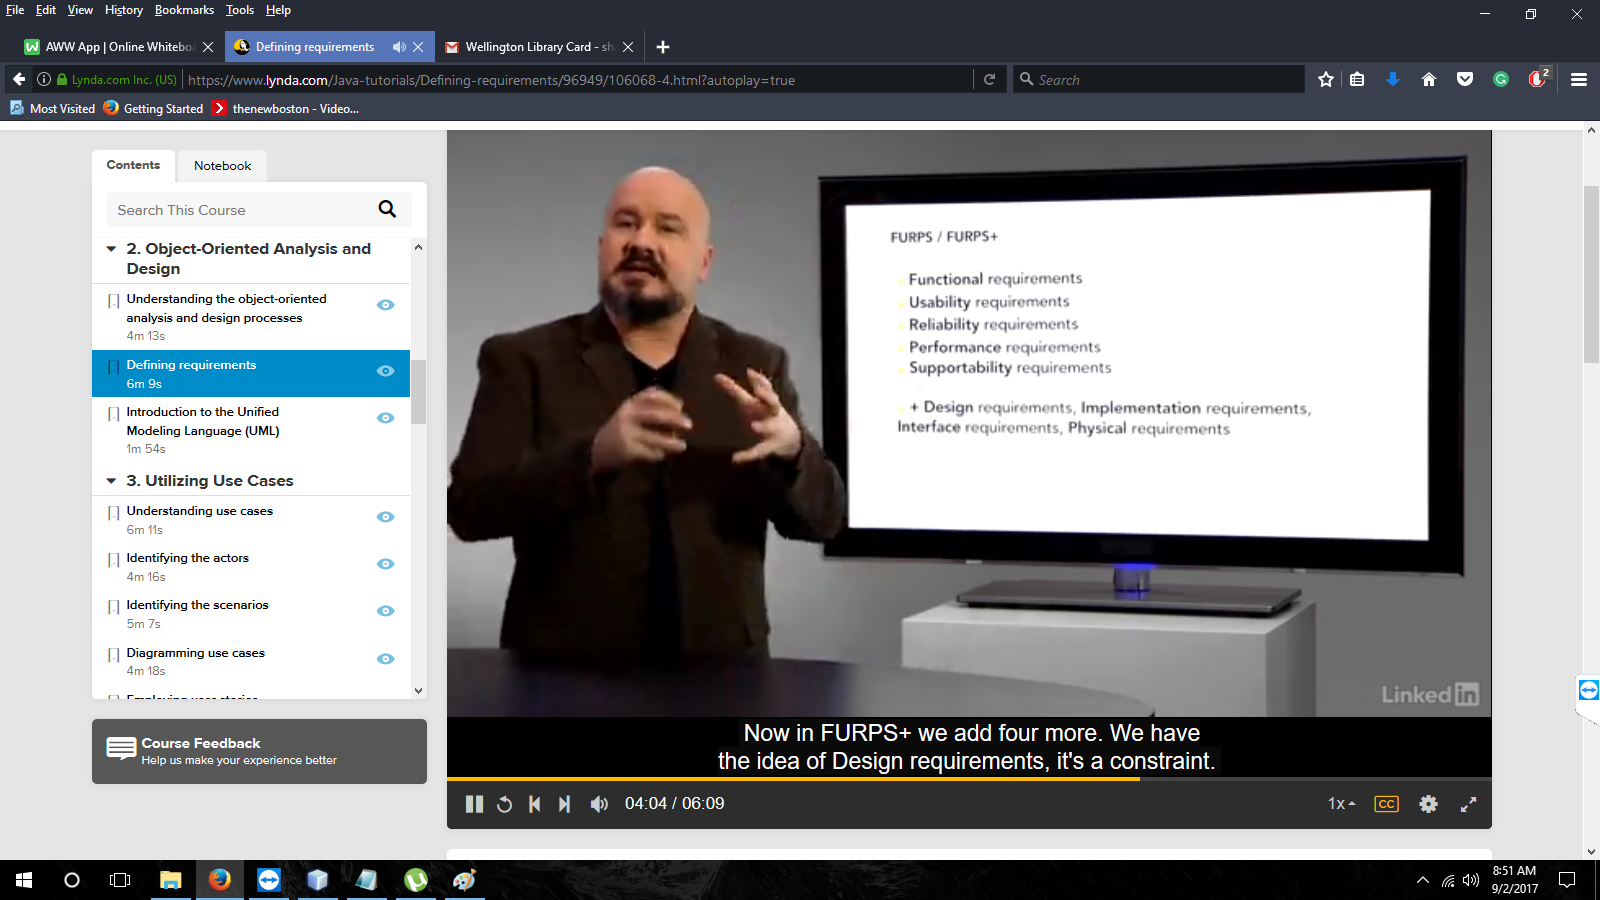 File Edit View History Bookmarks Tools Help
AWW App | Online Whitebo
Defining requirements
Wellington Library Card - sh
Lynda.com Inc. (US) https://www.lynda.com/Java-tutorials/Defining-requirements/96949/106068-4.html?autoplay=true
Search
2
Most Visited Getting Started thenewboston - Video...
Contents Notebook
Search This Course
2. Object-Oriented Analysis and
Design
Understanding the object-oriented
analysis and design processes
4m 13s
Defining requirements
6m 9s
Introduction to the Unified
Modeling Language (UML)
1m 54s
3. Utilizing Use Cases
Understanding use cases
6m 11s
Identifying the actors
4m 16s
Identifying the scenarios
5m 7s
Diagramming use cases
4m 18s
Employing user stories
Course Feedback
Help us make your experience better
FURPS / FURPS+
Functional requirements
Usability requirements
Reliability requirements
Performance requirements
Supportability requirements
+ Design requirements, Implementation requirements,
Interface requirements, Physical requirements
Linked in
Now in FURPS+ we add four more. We have
the idea of Design requirements, it's a constraint.
04:04 / 06:09
1x
CC
8:51 AM
9/2/2017